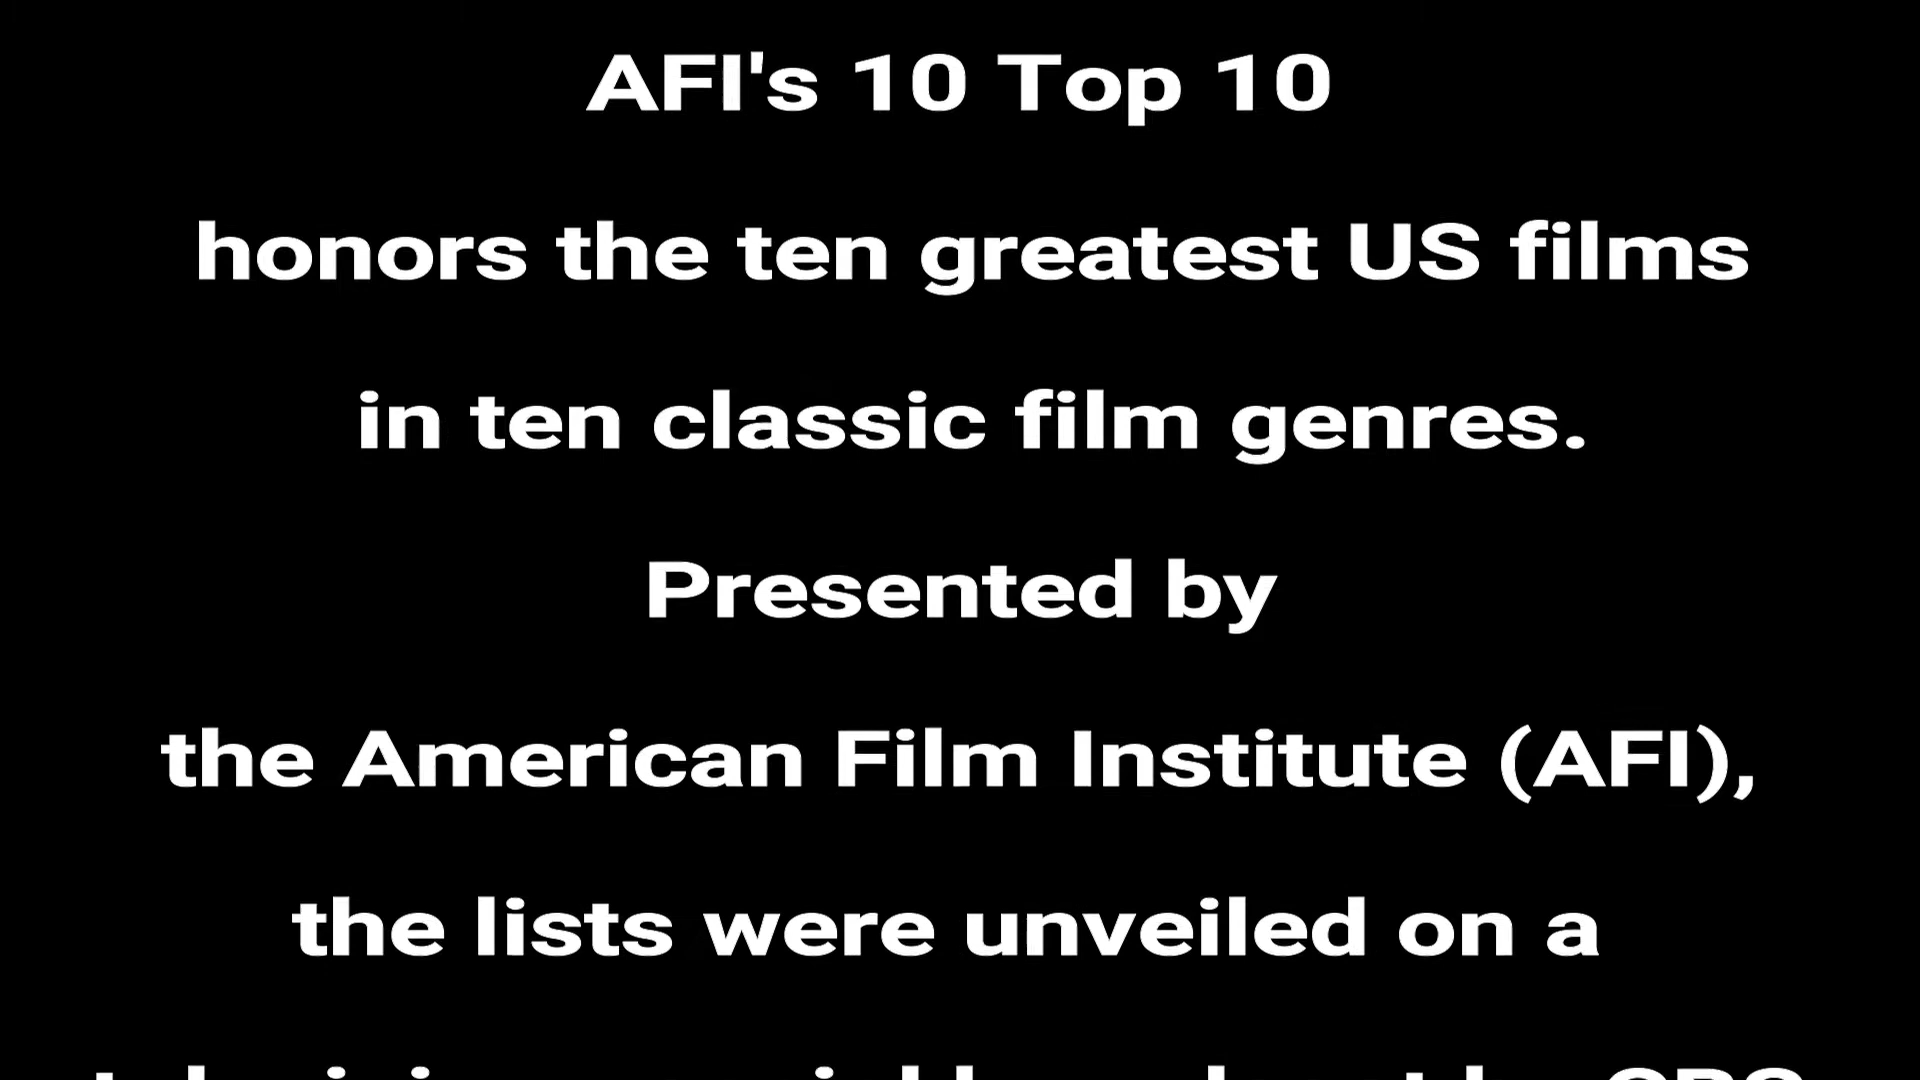 AFI's 10 Top 10
honors the ten greatest US films
in ten classic film genres.
Presented by
the American Film Institute (AFI),
the lists were unveiled on a